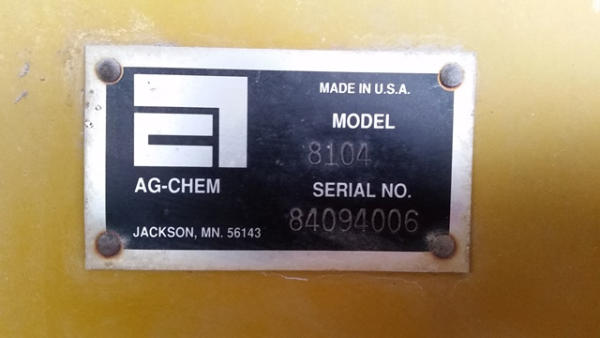 MADE IN U.S.A.
MODEL
8104
AG-CHEM
SERIAL NO.
84094006
JACKSON, MN. 56143